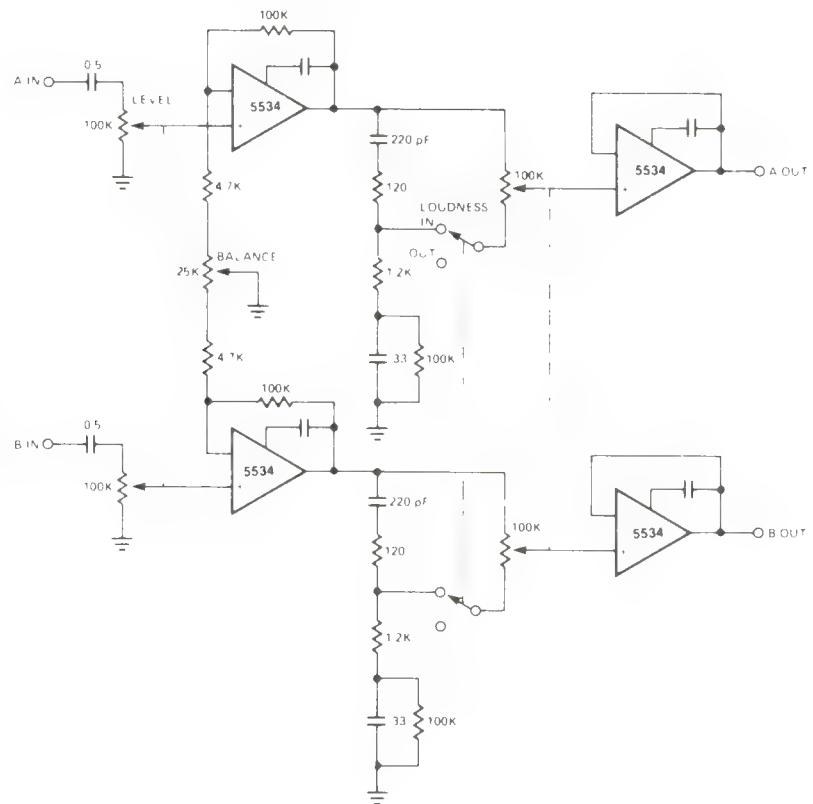 100K
0.5
A IN
LEVEL
100K
5534
220 pF
120
LOUDNESS
IN
OUT
100K
5534
A OUT
4.7K
BALANCE
25K
1.2K
33
100K
4.7K
100K
0.5
B IN
100K
5534
220 pF
120
100K
5534
B OUT
1.2K
33
100K